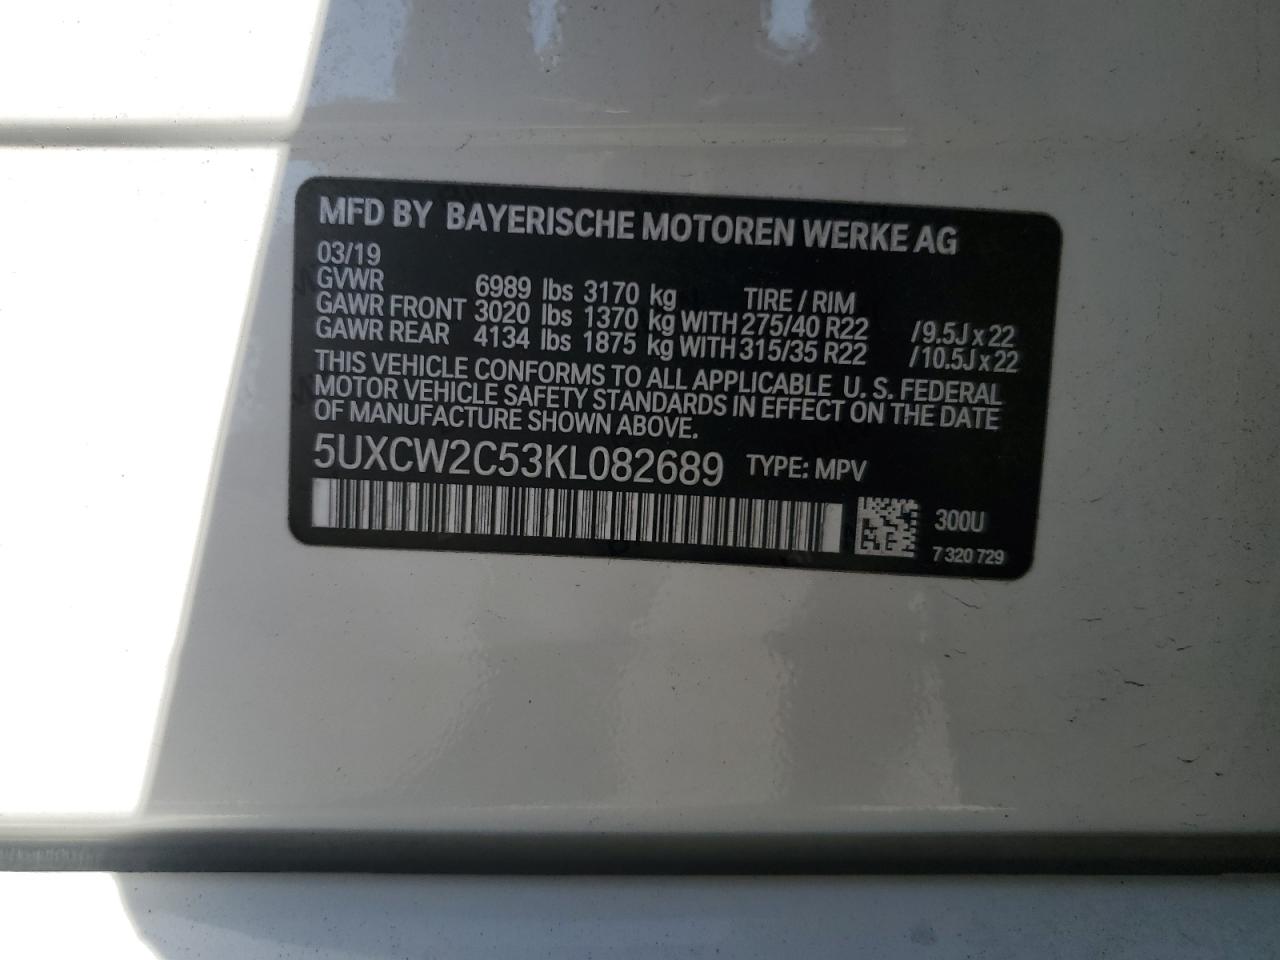 MFD BY BAYERISCHE MOTOREN WERKE AG
03/19
GVWR 6989 lbs 3170 kg TIRE / RIM
GAWR FRONT 3020 lbs 1370 kg WITH 275/40 R22 /9.5J x 22
GAWR REAR 4134 lbs 1875 kg WITH 315/35 R22 /10.5J x 22
THIS VEHICLE CONFORMS TO ALL APPLICABLE U. S. FEDERAL
MOTOR VEHICLE SAFETY STANDARDS IN EFFECT ON THE DATE
OF MANUFACTURE SHOWN ABOVE.
5UXCW2C53KL082689 TYPE: MPV
300U
7 320 729